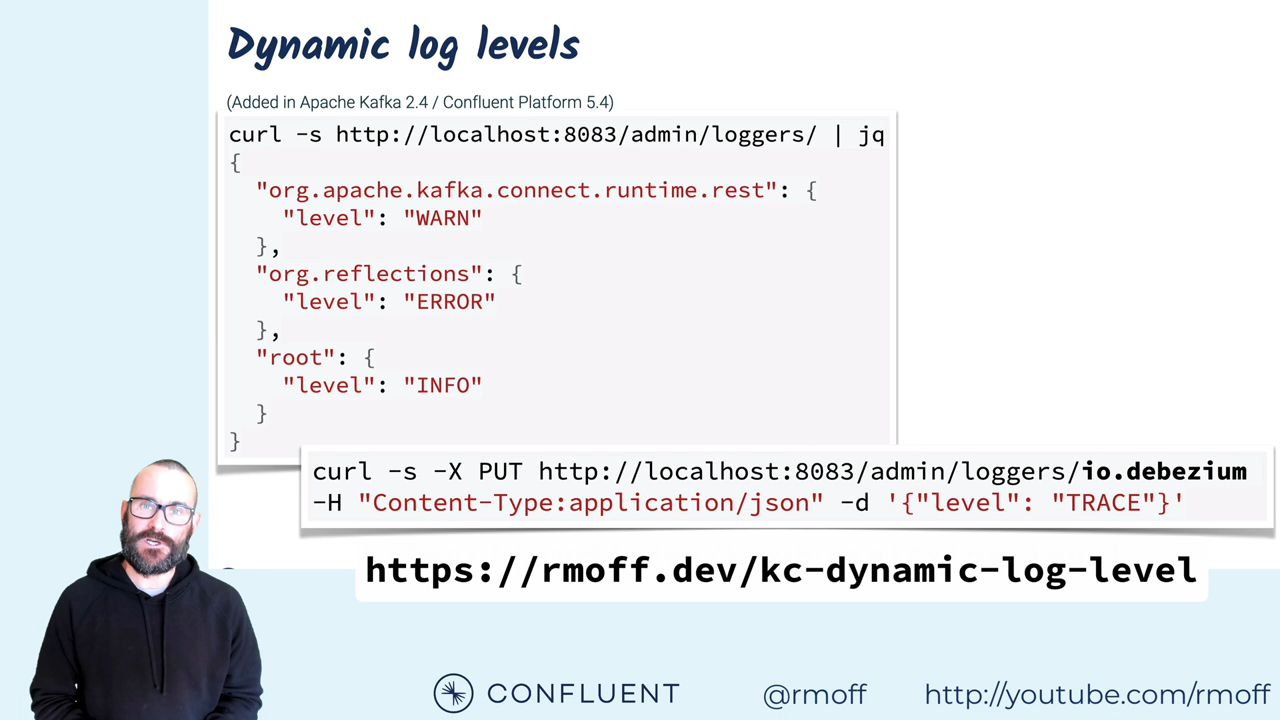 Dynamic log levels
(Added in Apache Kafka 2.4 / Confluent Platform 5.4)
curl -s http://localhost:8083/admin/loggers/ | jq
{
  "org.apache.kafka.connect.runtime.rest": {
    "level": "WARN"
  },
  "org.reflections": {
    "level": "ERROR"
  },
  "root": {
    "level": "INFO"
  }
}
curl -s -X PUT http://localhost:8083/admin/loggers/io.debezium
-H "Content-Type:application/json" -d '{"level": "TRACE"}'
https://rmoff.dev/kc-dynamic-log-level
CONFLUENT @rmoff http://youtube.com/rmoff